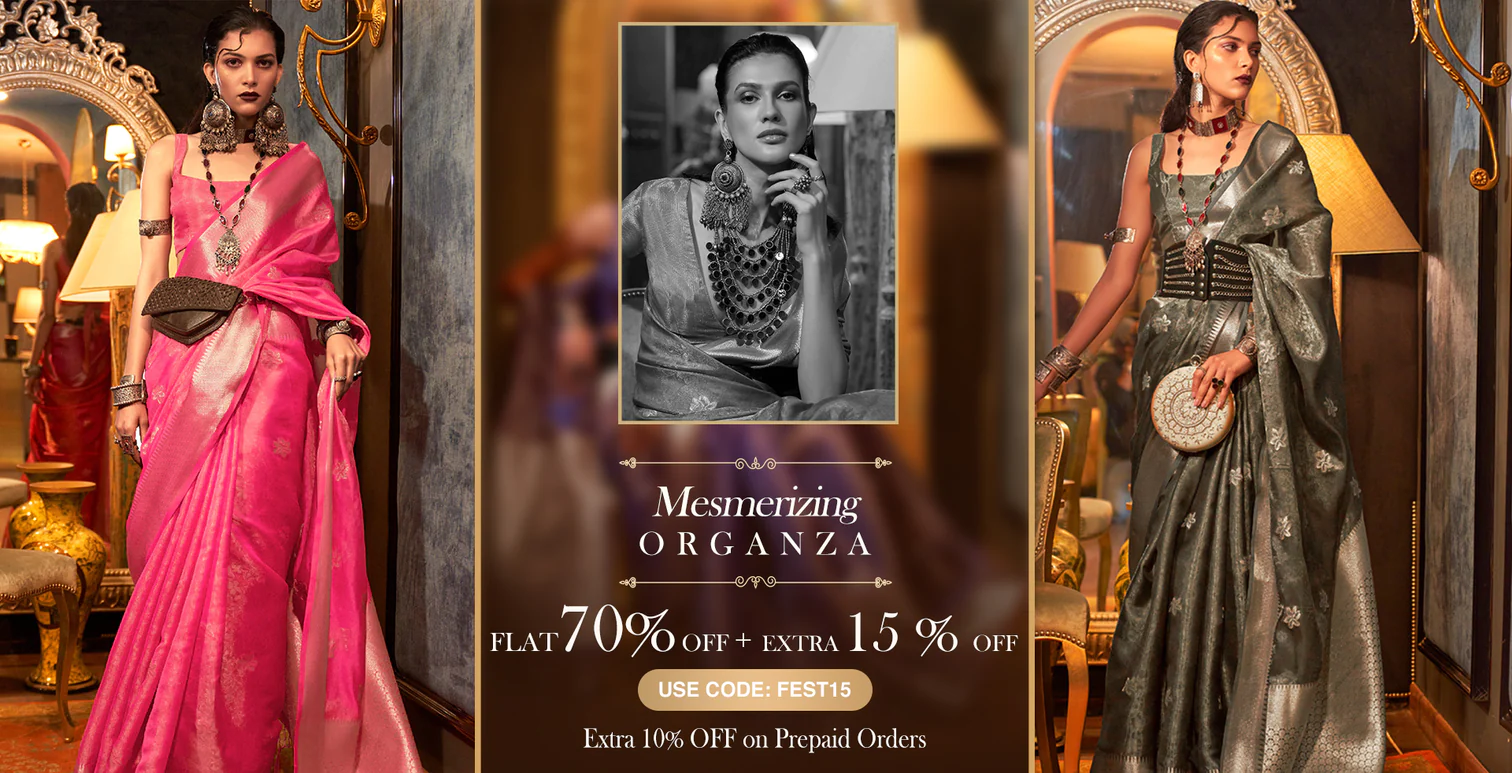 Mesmerizing
ORGANZA
FLAT 70% OFF + EXTRA 15 % OFF
USE CODE: FEST15
Extra 10% OFF on Prepaid Orders